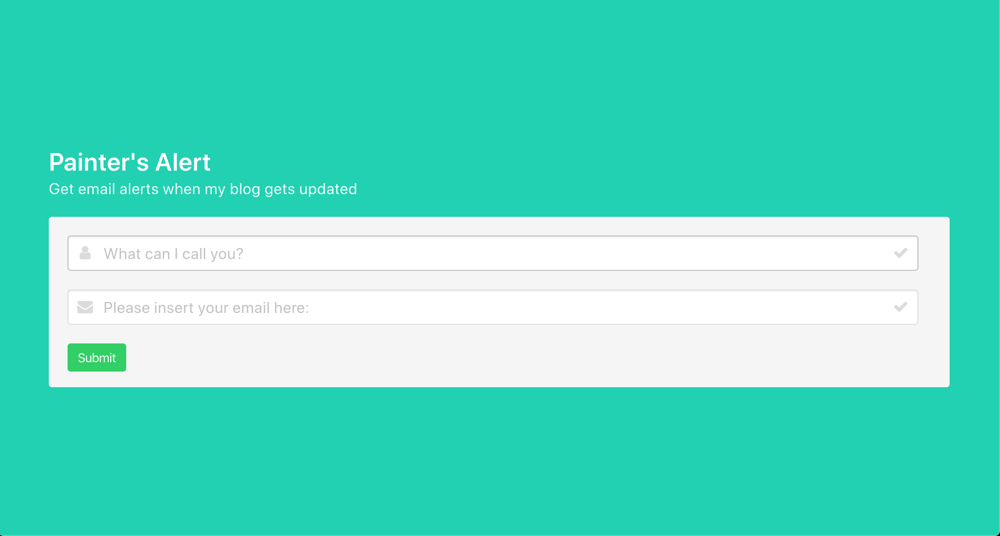 Painter's Alert
Get email alerts when my blog gets updated
What can I call you?
Please insert your email here:
Submit